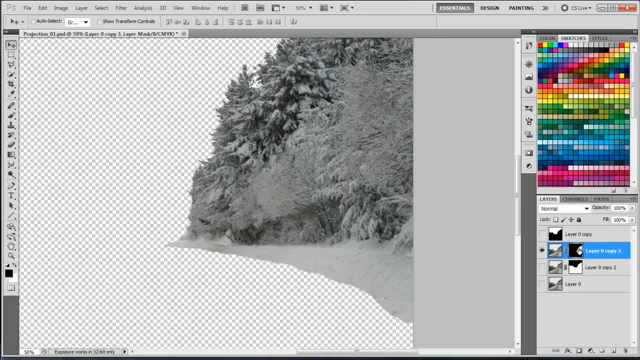 Ps File Edit Image Layer Select Filter Analysis 3D View Window Help 50% ESSENTIALS DESIGN PAINTING CS Live
Auto-Select: Gr... Show Transform Controls
Projection_01.psd @ 50% (Layer 0 copy 3, Layer Mask/8/CMYK) *
COLOR SWATCHES STYLES
LAYERS CHANNELS PATHS
Normal Opacity: 100%
Lock: Fill: 100%
Layer 0 copy
Layer 0 copy 3
Layer 0 copy 2
Layer 0
50% Exposure works in 32-bit only